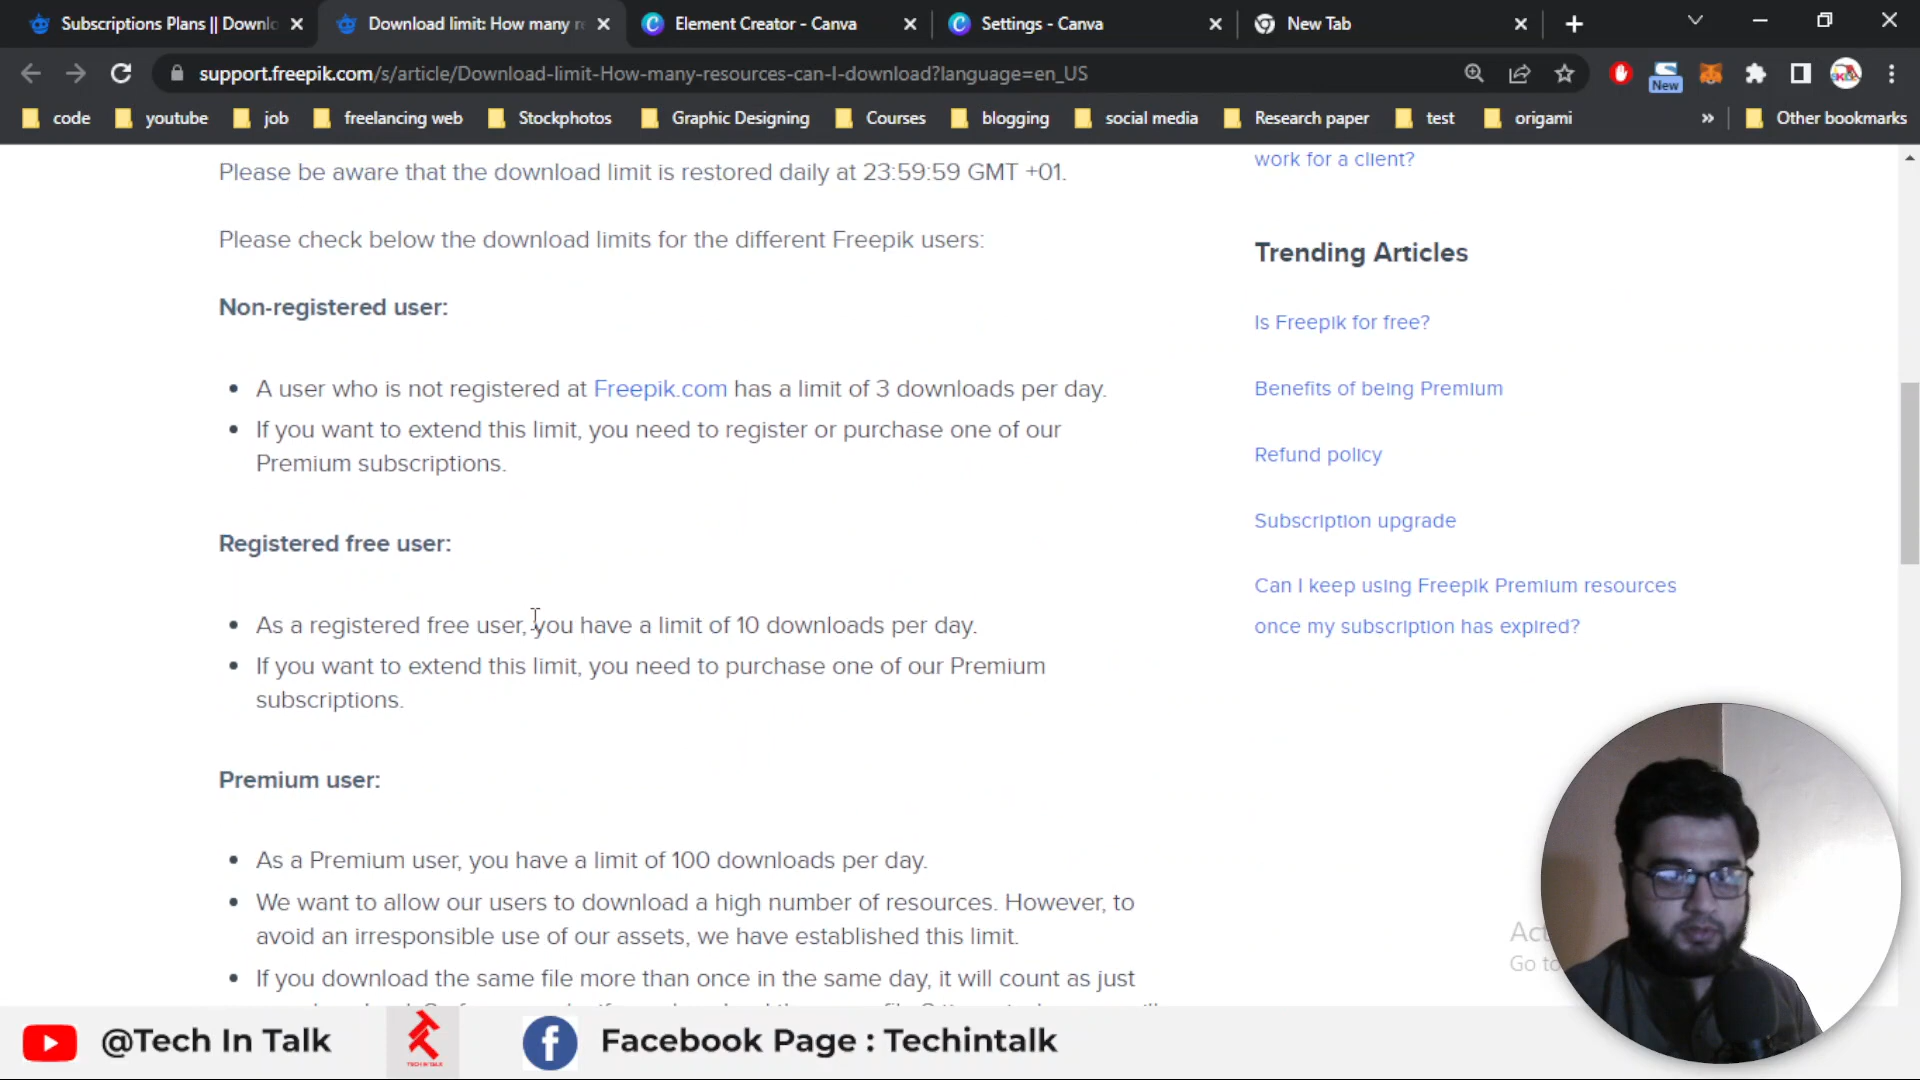 Subscriptions Plans || Downlo
Download limit: How many re
Element Creator - Canva
Settings - Canva
New Tab
support.freepik.com/s/article/Download-limit-How-many-resources-can-I-download?language=en_US
New
code
youtube
job
freelancing web
Stockphotos
Graphic Designing
Courses
blogging
social media
Research paper
test
origami
»
Other bookmarks
Please be aware that the download limit is restored daily at 23:59:59 GMT +01.
Please check below the download limits for the different Freepik users:
Non-registered user:
• A user who is not registered at Freepik.com has a limit of 3 downloads per day.
• If you want to extend this limit, you need to register or purchase one of our
Premium subscriptions.
Registered free user:
• As a registered free user, you have a limit of 10 downloads per day.
• If you want to extend this limit, you need to purchase one of our Premium
subscriptions.
Premium user:
• As a Premium user, you have a limit of 100 downloads per day.
• We want to allow our users to download a high number of resources. However, to
avoid an irresponsible use of our assets, we have established this limit.
• If you download the same file more than once in the same day, it will count as just
work for a client?
Trending Articles
Is Freepik for free?
Benefits of being Premium
Refund policy
Subscription upgrade
Can I keep using Freepik Premium resources
once my subscription has expired?
Act
Go to
@Tech In Talk
TECH IN TALK
Facebook Page : Techintalk